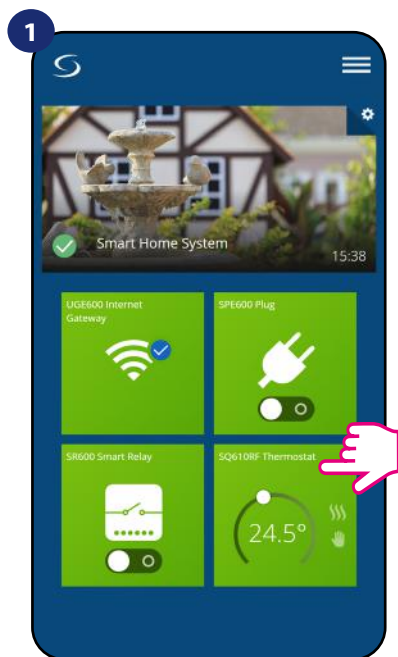 1
Smart Home System
15:38
UGE600 Internet
Gateway
SPE600 Plug
SR600 Smart Relay
SQ610RF Thermostat
24.5°